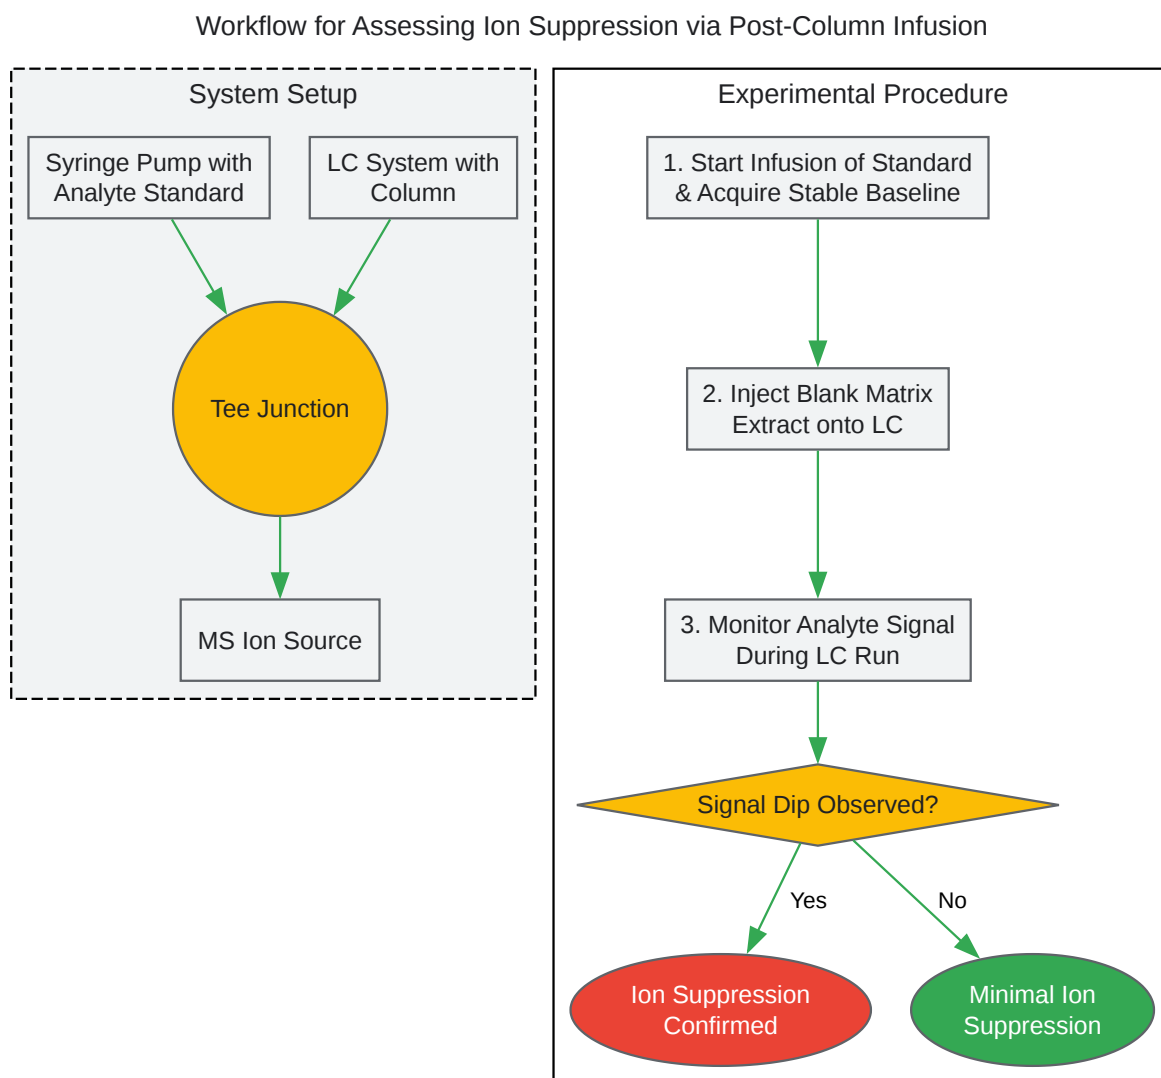 Workflow for Assessing Ion Suppression via Post-Column Infusion
System Setup
Syringe Pump with
Analyte Standard
LC System with
Column
Tee Junction
MS Ion Source
Experimental Procedure
1. Start Infusion of Standard
& Acquire Stable Baseline
2. Inject Blank Matrix
Extract onto LC
3. Monitor Analyte Signal
During LC Run
Signal Dip Observed?
Yes
No
Ion Suppression
Confirmed
Minimal Ion
Suppression